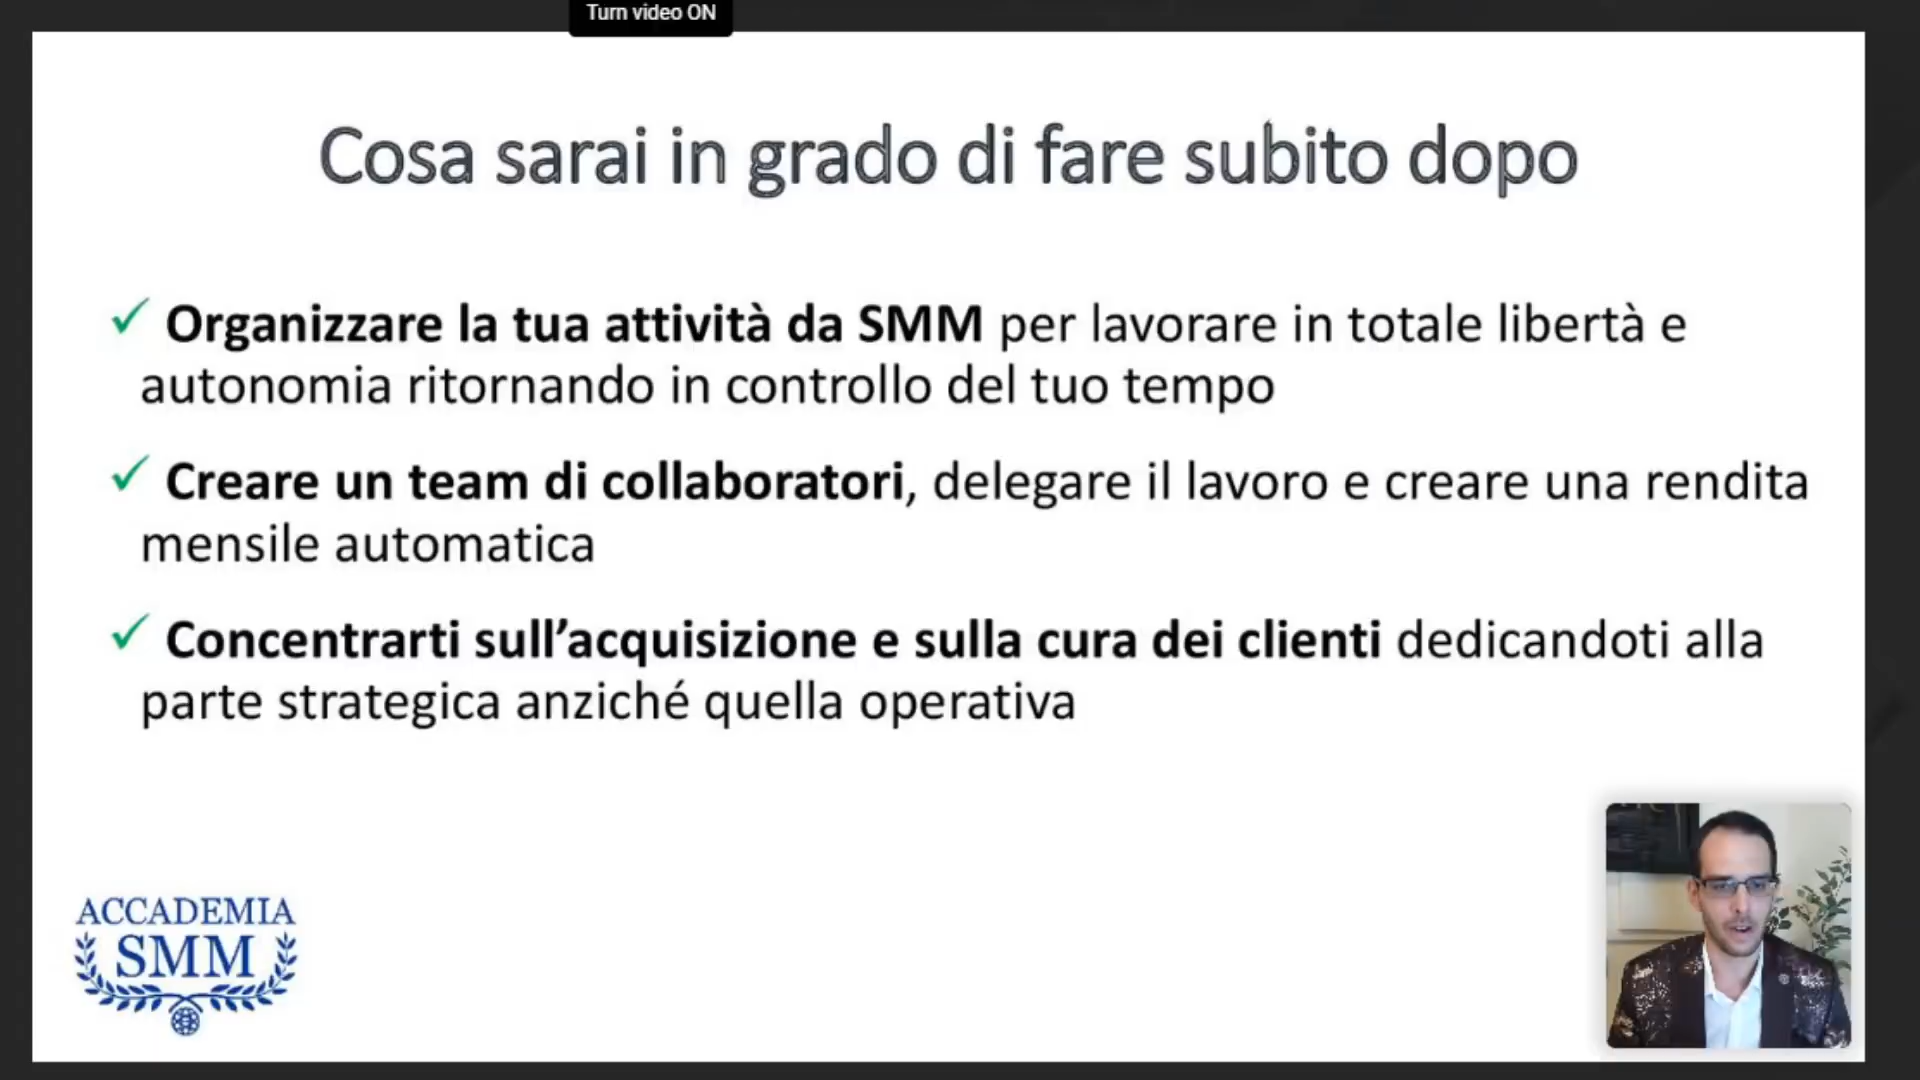 Turn video ON
Cosa sarai in grado di fare subito dopo
✓ Organizzare la tua attività da SMM per lavorare in totale libertà e
autonomia ritornando in controllo del tuo tempo
✓ Creare un team di collaboratori, delegare il lavoro e creare una rendita
mensile automatica
✓ Concentrarti sull’acquisizione e sulla cura dei clienti dedicandoti alla
parte strategica anziché quella operativa
ACCADEMIA
SMM